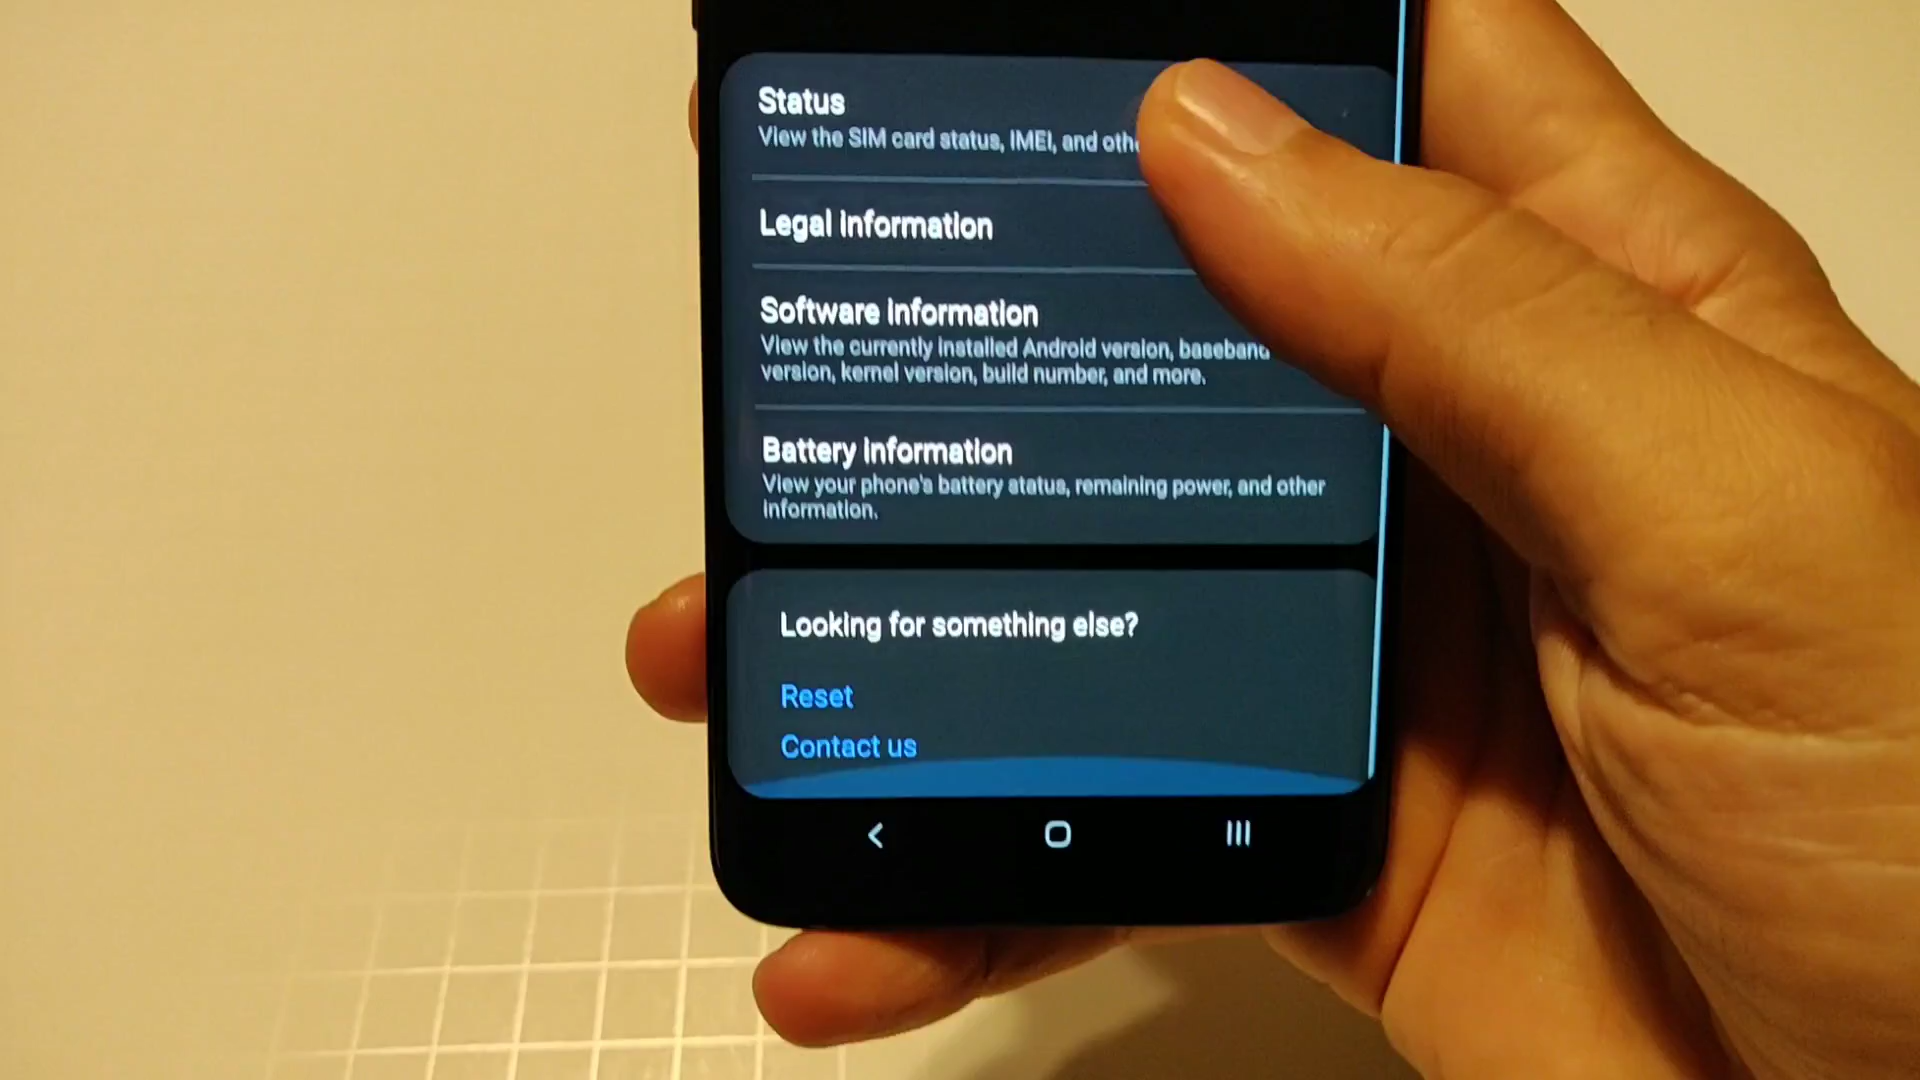 Status
View the SIM card status, IMEI, and
Legal information
Software information
View the currently installed Android version, baseband
version, kernel version, build number, and more.
Battery information
View your phone's battery status, remaining power, and other
information.
Looking for something else?
Reset
Contact us